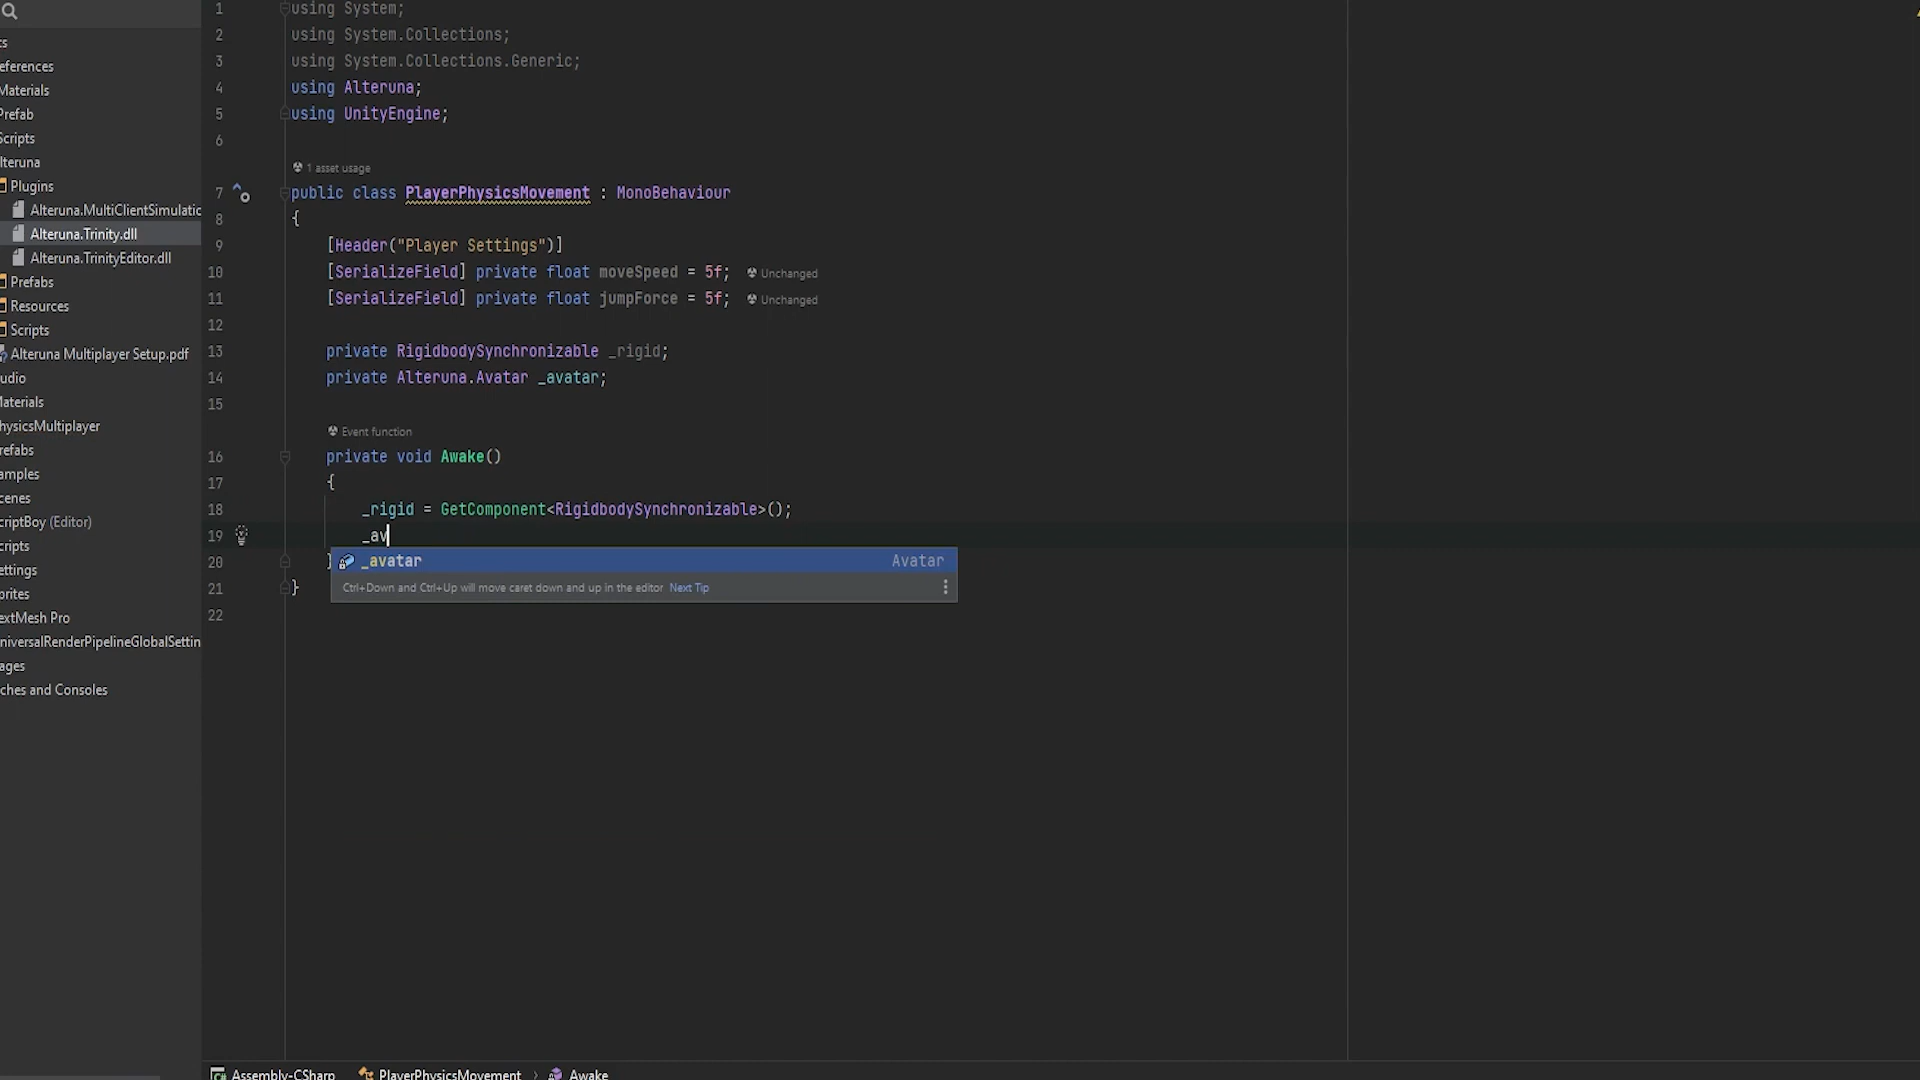 ts
eferences
Materials
Prefab
Scripts
lteruna
Plugins
Alteruna.MultiClientSimulatic
Alteruna.Trinity.dll
Alteruna.TrinityEditor.dll
Prefabs
Resources
Scripts
Alteruna Multiplayer Setup.pdf
udio
Materials
hysicsMultiplayer
refabs
amples
cenes
criptBoy (Editor)
cripts
ettings
prites
extMesh Pro
niversalRenderPipelineGlobalSettin
ages
ches and Consoles
1 using System;
2 using System.Collections;
3 using System.Collections.Generic;
4 using Alteruna;
5 using UnityEngine;
6
1 asset usage
7 public class PlayerPhysicsMovement : MonoBehaviour
8 {
9 [Header("Player Settings")]
10 [SerializeField] private float moveSpeed = 5f; Unchanged
11 [SerializeField] private float jumpForce = 5f; Unchanged
12
13 private RigidbodySynchronizable _rigid;
14 private Alteruna.Avatar _avatar;
15
Event function
16 private void Awake()
17 {
18 _rigid = GetComponent<RigidbodySynchronizable>();
19 _av
20 }
_avatar Avatar
Ctrl+Down and Ctrl+Up will move caret down and up in the editor Next Tip
21 }
22
Assembly-CSharp PlayerPhysicsMovement Awake